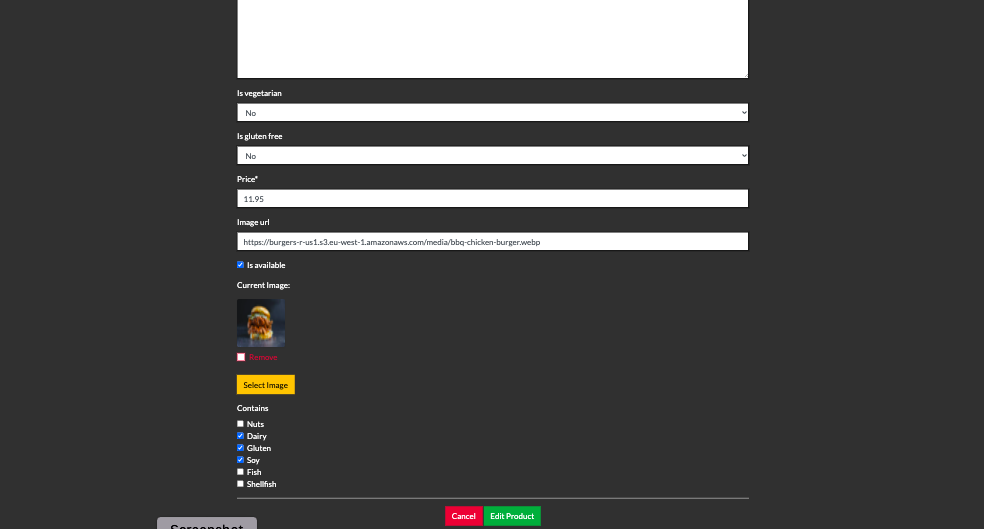 Is vegetarian
No
Is gluten free
No
Price*
11.95
Image url
https://burgers-r-us1.s3.eu-west-1.amazonaws.com/media/bbq-chicken-burger.webp
Is available
Current Image:
Remove
Select Image
Contains
Nuts
Dairy
Gluten
Soy
Fish
Shellfish
Cancel Edit Product
Screenshot